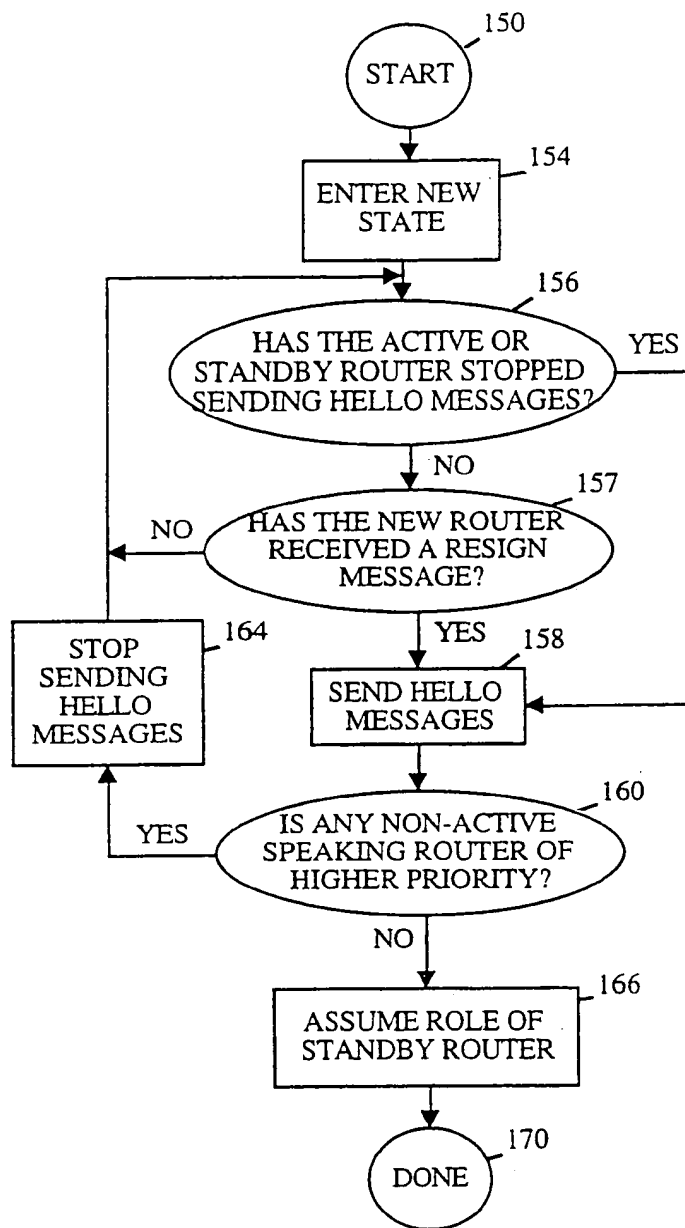 150
START
154
ENTER NEW
STATE
156
HAS THE ACTIVE OR
STANDBY ROUTER STOPPED
SENDING HELLO MESSAGES?
YES
NO
157
HAS THE NEW ROUTER
RECEIVED A RESIGN
MESSAGE?
NO
YES
164
STOP
SENDING
HELLO
MESSAGES
158
SEND HELLO
MESSAGES
160
IS ANY NON-ACTIVE
SPEAKING ROUTER OF
HIGHER PRIORITY?
YES
NO
166
ASSUME ROLE OF
STANDBY ROUTER
170
DONE